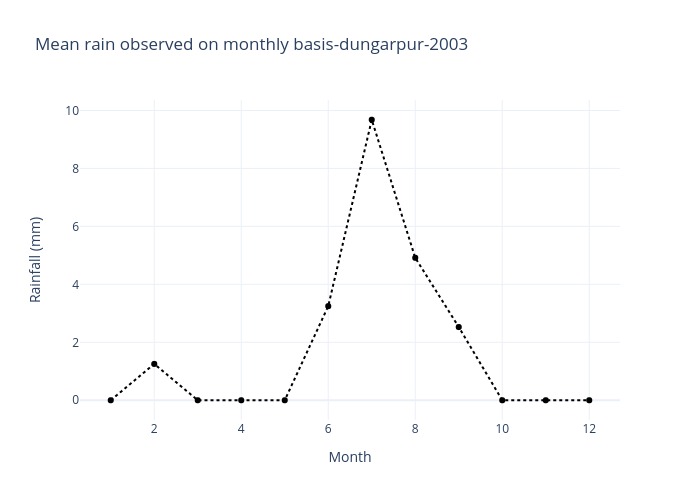 Mean rain observed on monthly basis-dungarpur-2003
10
8
6
4
2
0
Rainfall (mm)
2 4 6 8 10 12
Month